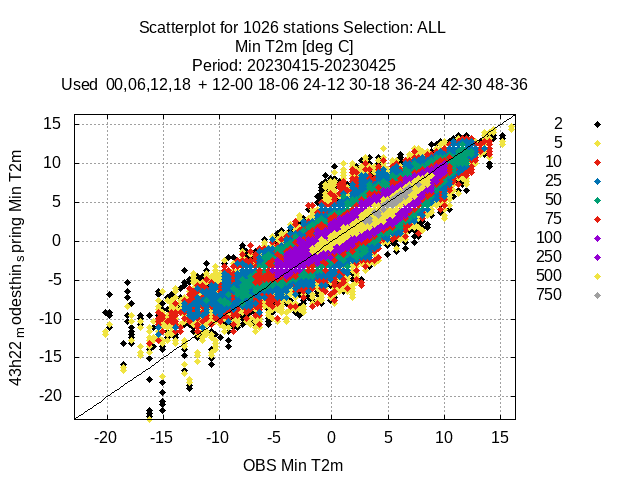 Scatterplot for 1026 stations Selection: ALL
Min T2m [deg C]
Period: 20230415-20230425
Used  00,06,12,18  + 12-00 18-06 24-12 30-18 36-24 42-30 48-36
43h22 m odesthin s pring Min T2m
15
10
5
0
-5
-10
-15
-20
-20 -15 -10 -5 0 5 10 15
OBS Min T2m
2
5
10
25
50
75
100
250
500
750